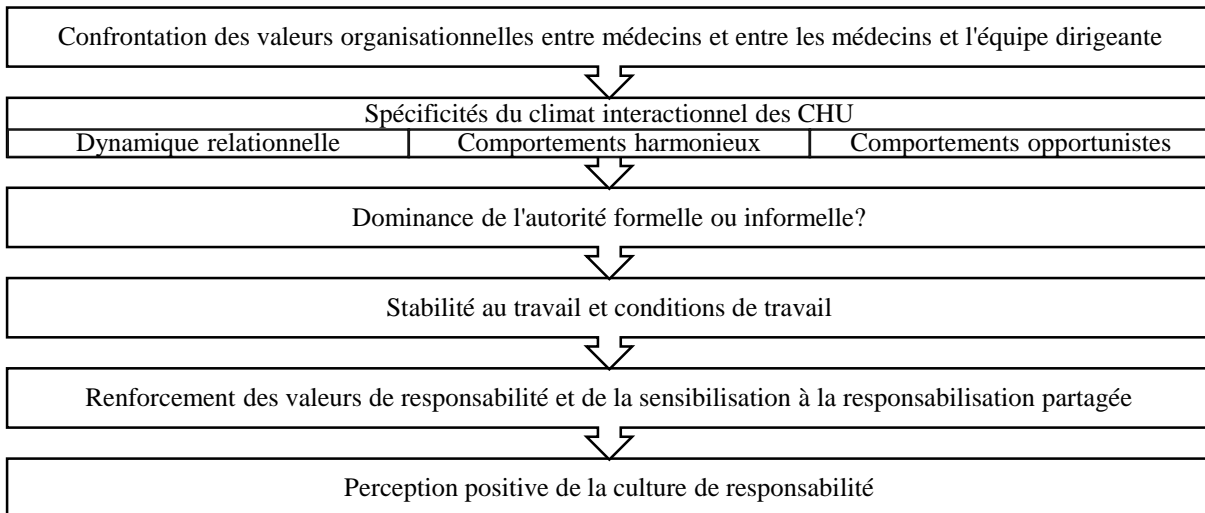 Confrontation des valeurs organisationnelles entre médecins et entre les médecins et l'équipe dirigeante
Spécificités du climat interactionnel des CHU
Dynamique relationnelle
Comportements harmonieux
Comportements opportunistes
Dominance de l'autorité formelle ou informelle?
Stabilité au travail et conditions de travail
Renforcement des valeurs de responsabilité et de la sensibilisation à la responsabilisation partagée
Perception positive de la culture de responsabilité